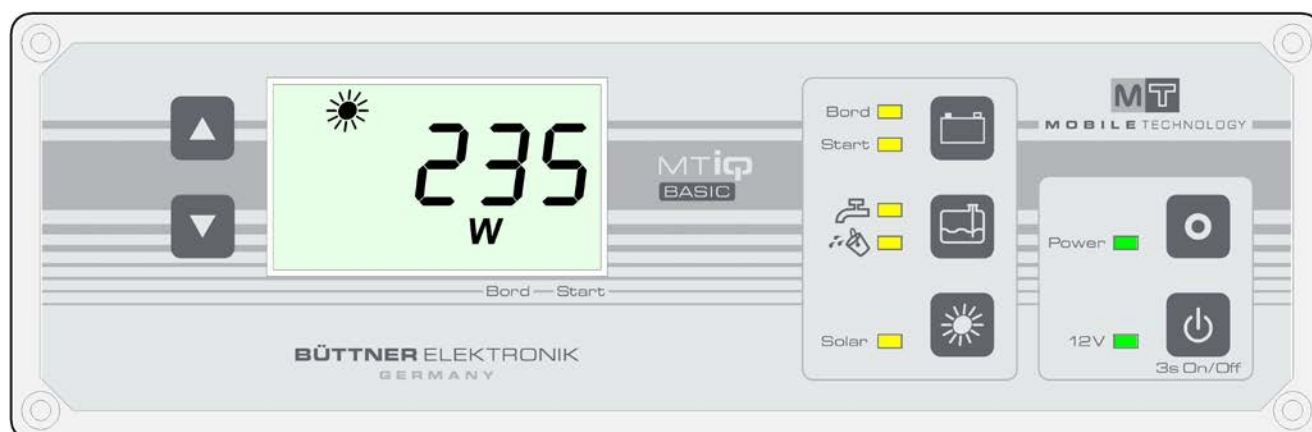 235
W
Bord Start
BÜTTNER ELEKTRONIK
GERMANY
MTiQ
BASIC
Bord
Start
Solar
MT
MOBILE TECHNOLOGY
Power
12V
3s On/Off